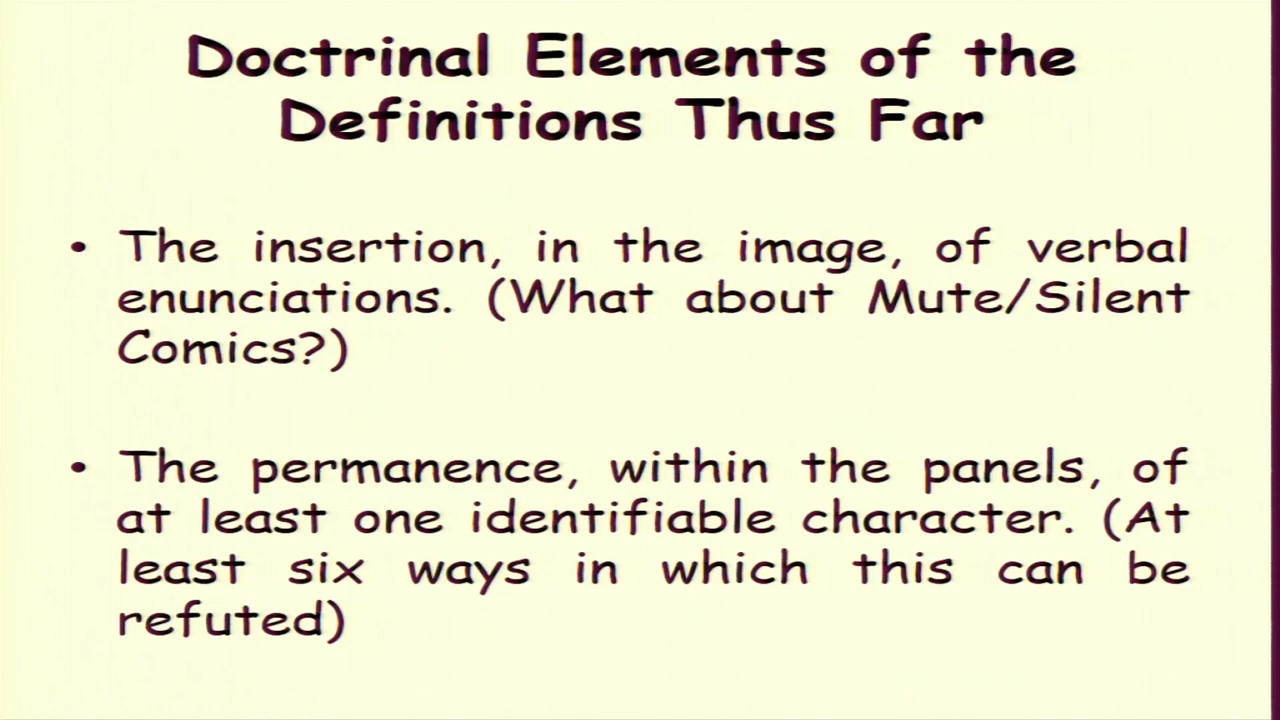 Doctrinal Elements of the
Definitions Thus Far
• The insertion, in the image, of verbal
enunciations. (What about Mute/Silent
Comics?)
• The permanence, within the panels, of
at least one identifiable character. (At
least six ways in which this can be
refuted)